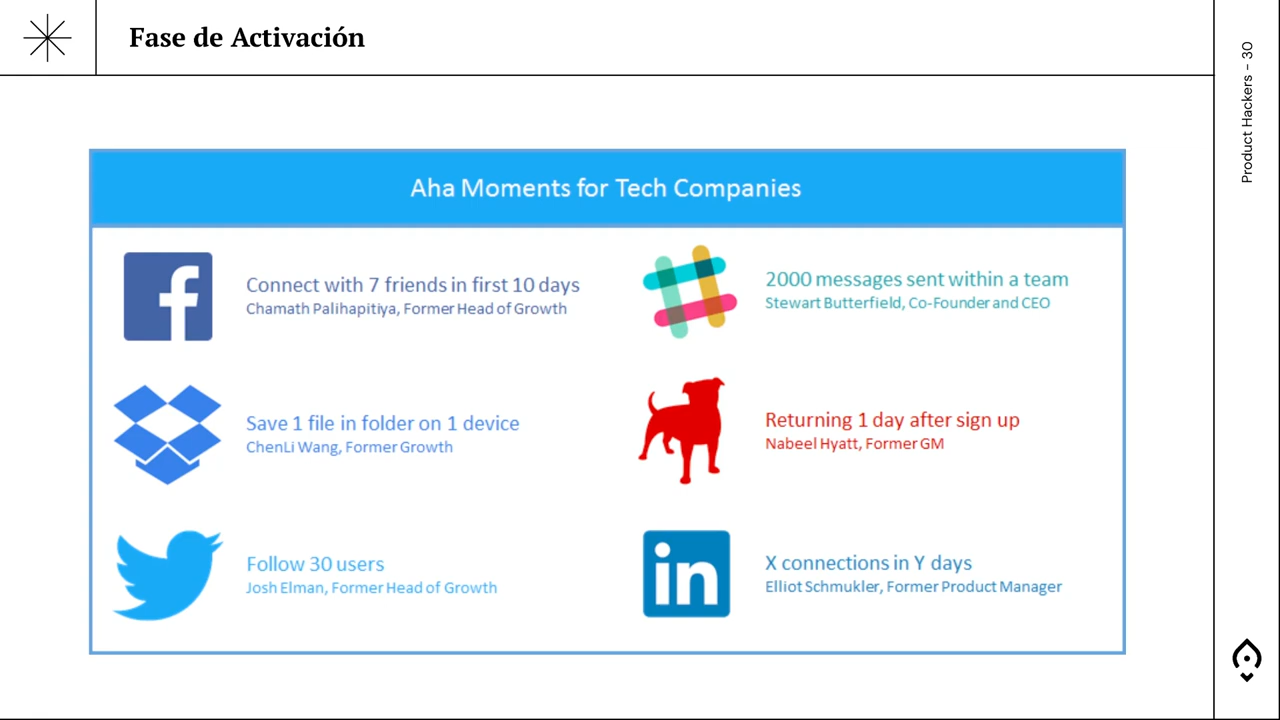 Fase de Activación
Product Hackers – 30
Aha Moments for Tech Companies
Connect with 7 friends in first 10 days
Chamath Palihapitiya, Former Head of Growth
2000 messages sent within a team
Stewart Butterfield, Co-Founder and CEO
Save 1 file in folder on 1 device
ChenLi Wang, Former Growth
Returning 1 day after sign up
Nabeel Hyatt, Former GM
Follow 30 users
Josh Elman, Former Head of Growth
in
X connections in Y days
Elliot Schmukler, Former Product Manager